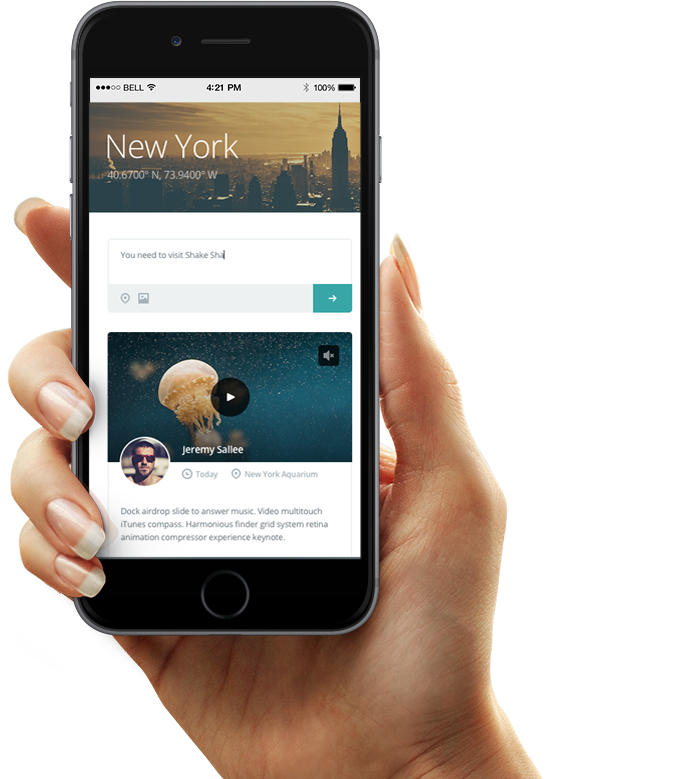 BELL 4:21 PM 100%
New York
40.6700° N, 73.9400° W
You need to visit Shake Sha
Jeremy Sallee
Today New York Aquarium
Dock airdrop slide to answer music. Video multitouch
iTunes compass. Harmonious finder grid system retina
animation compressor experience keynote.